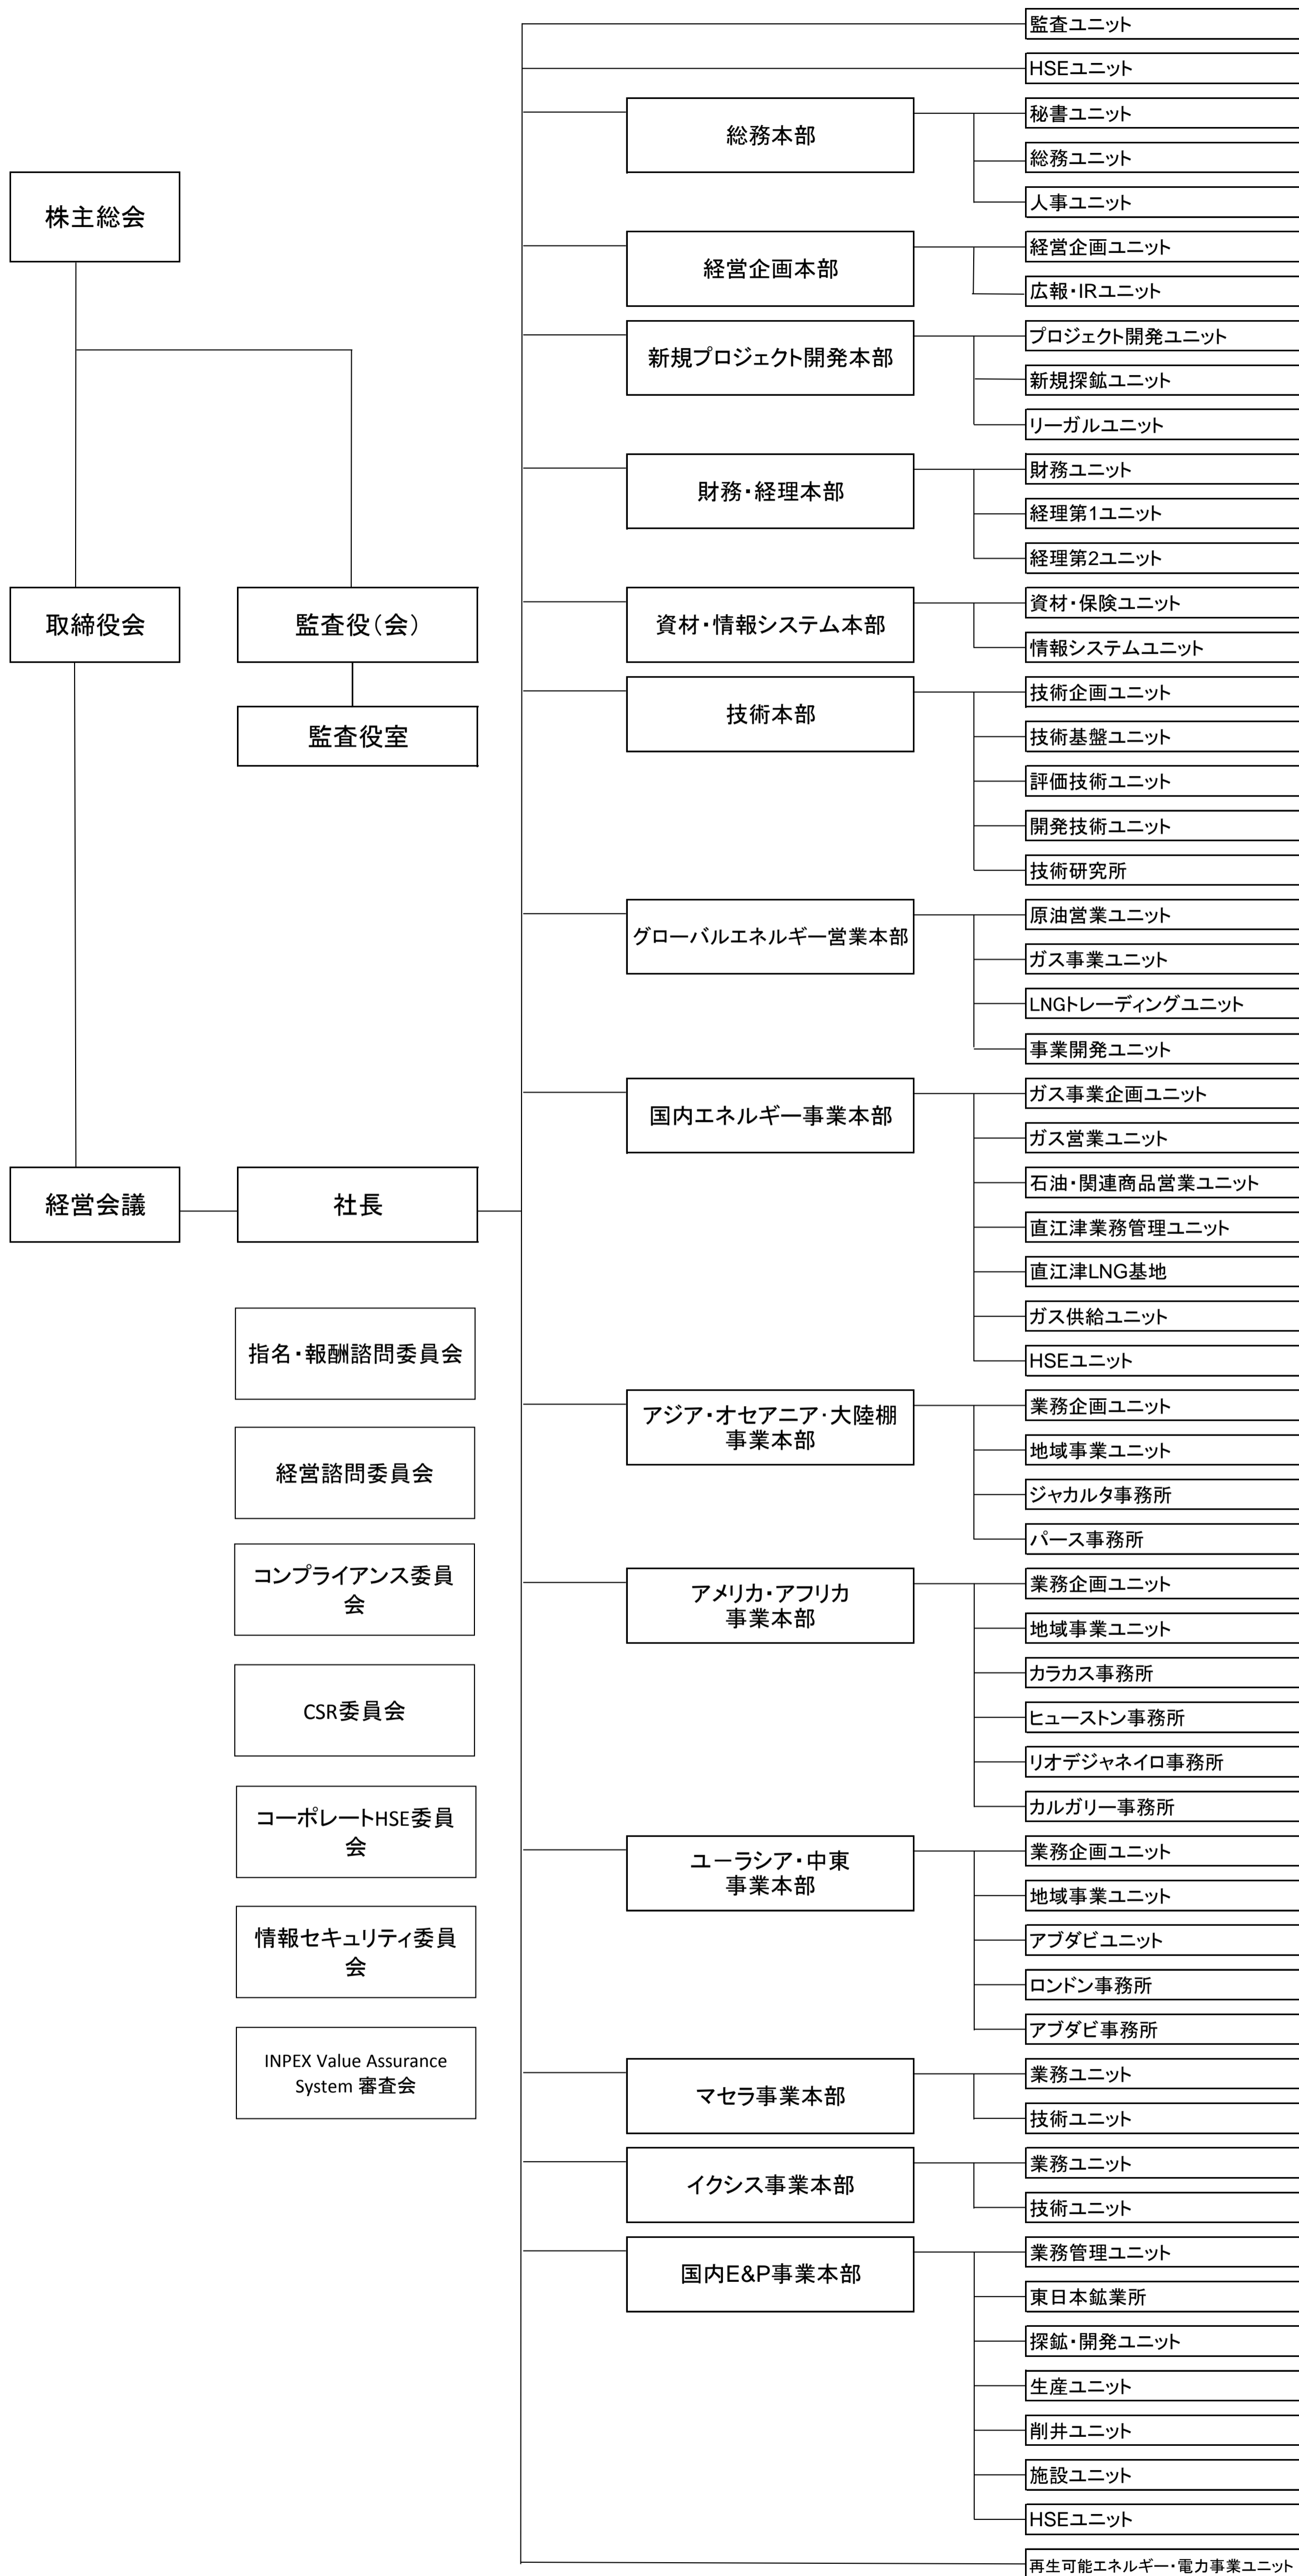 株主総会
取締役会
監査役（会）
監査役室
経営会議
社長
指名・報酬諮問委員会
経営諮問委員会
コンプライアンス委員
会
CSR委員会
コーポレートHSE委員
会
情報セキュリティ委員
会
INPEX Value Assurance
System 審査会
監査ユニット
HSEユニット
総務本部
秘書ユニット
総務ユニット
人事ユニット
経営企画本部
経営企画ユニット
広報・IRユニット
新規プロジェクト開発本部
プロジェクト開発ユニット
新規探鉱ユニット
リーガルユニット
財務・経理本部
財務ユニット
経理第1ユニット
経理第2ユニット
資材・情報システム本部
資材・保険ユニット
情報システムユニット
技術本部
技術企画ユニット
技術基盤ユニット
評価技術ユニット
開発技術ユニット
技術研究所
グローバルエネルギー営業本部
原油営業ユニット
ガス事業ユニット
LNGトレーディングユニット
事業開発ユニット
国内エネルギー事業本部
ガス事業企画ユニット
ガス営業ユニット
石油・関連商品営業ユニット
直江津業務管理ユニット
直江津LNG基地
ガス供給ユニット
HSEユニット
アジア・オセアニア・大陸棚
事業本部
業務企画ユニット
地域事業ユニット
ジャカルタ事務所
パース事務所
アメリカ・アフリカ
事業本部
業務企画ユニット
地域事業ユニット
カラカス事務所
ヒューストン事務所
リオデジャネイロ事務所
カルガリー事務所
ユーラシア・中東
事業本部
業務企画ユニット
地域事業ユニット
アブダビユニット
ロンドン事務所
アブダビ事務所
マセラ事業本部
業務ユニット
技術ユニット
イクシス事業本部
業務ユニット
技術ユニット
国内E&P事業本部
業務管理ユニット
東日本鉱業所
探鉱・開発ユニット
生産ユニット
削井ユニット
施設ユニット
HSEユニット
再生可能エネルギー・電力事業ユニット